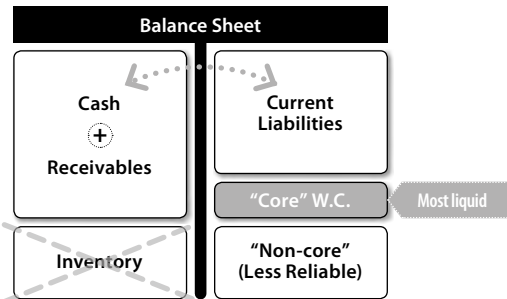 Balance Sheet
Cash
+
Receivables
Current
Liabilities
“Core” W.C.
Most liquid
Inventory
“Non-core”
(Less Reliable)